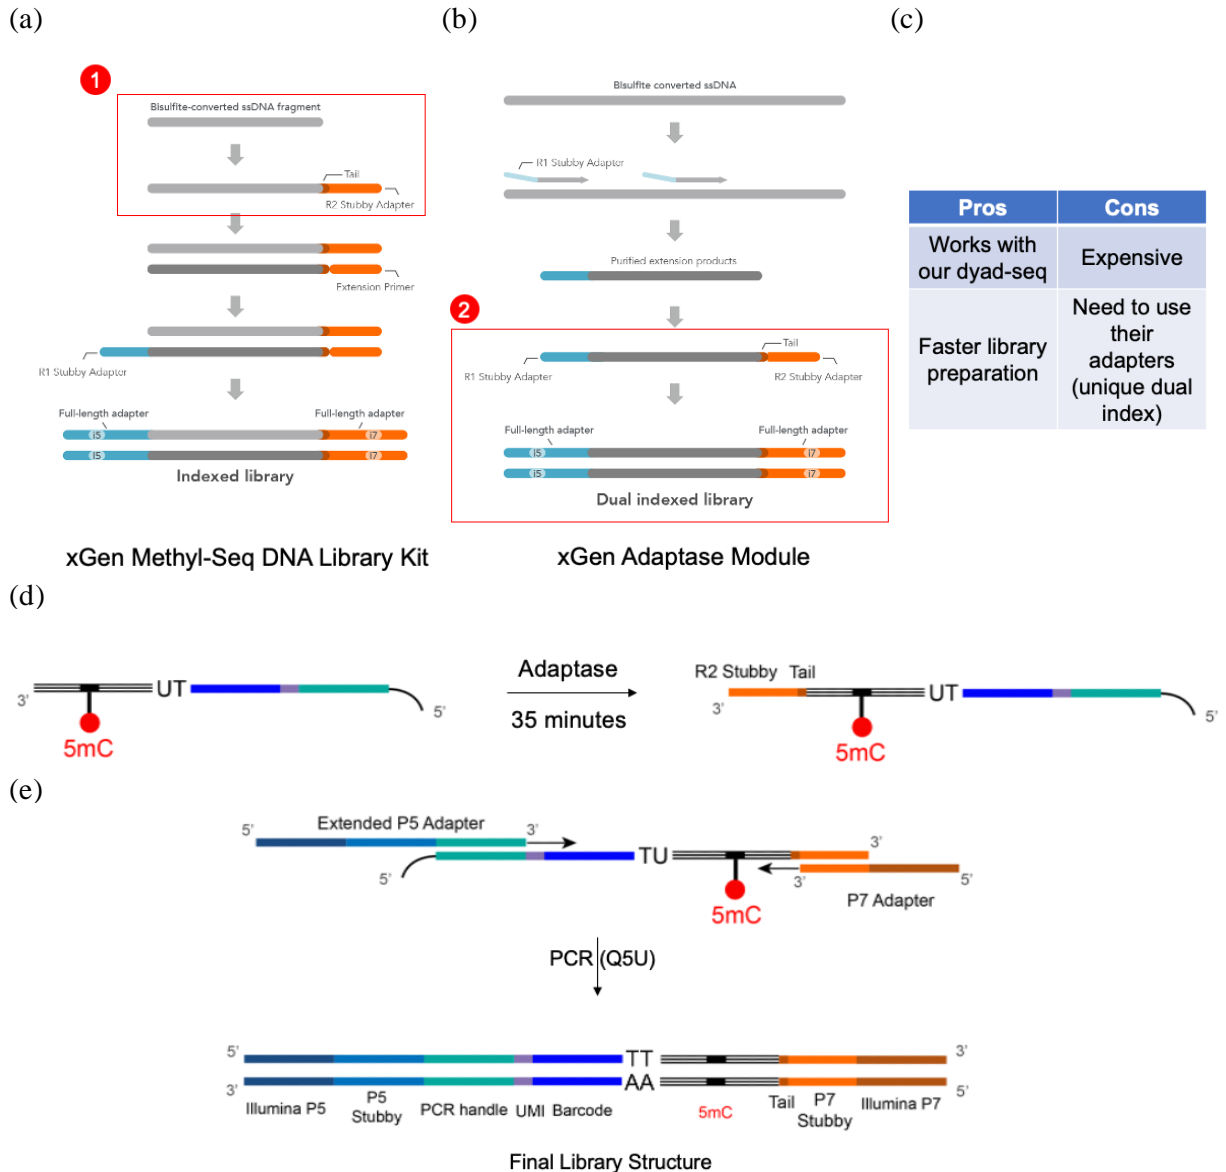 (a)
1
Bisulfite-converted ssDNA fragment
Tail
R2 Stubby Adapter
Extension Primer
R1 Stubby Adapter
Full-length adapter
Full-length adapter
i5
i7
i5
i7
Indexed library
xGen Methyl-Seq DNA Library Kit
(b)
Bisulfite converted ssDNA
R1 Stubby Adapter
Purified extension products
2
Tail
R1 Stubby Adapter
R2 Stubby Adapter
Full-length adapter
Full-length adapter
i5
i7
i5
i7
Dual indexed library
xGen Adaptase Module
(c)
Pros
Cons
Works with
our dyad-seq
Expensive
Faster library
preparation
Need to use
their
adapters
(unique dual
index)
(d)
3'
UT
5'
5mC
Adaptase
35 minutes
R2 Stubby
Tail
3'
UT
5'
5mC
(e)
5'
Extended P5 Adapter
3'
5'
TU
3'
3'
5'
5mC
P7 Adapter
PCR
(Q5U)
5'
TT
3'
3'
AA
5'
Illumina P5
P5
Stubby
PCR handle
UMI
Barcode
5mC
Tail
P7
Stubby
Illumina P7
Final Library Structure